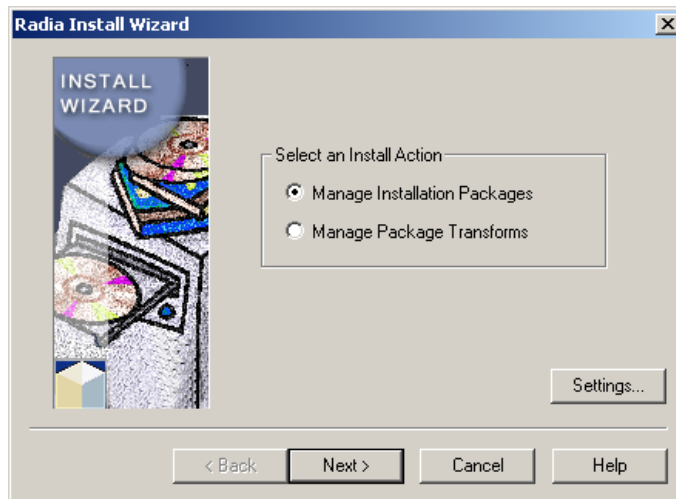 Radia Install Wizard
INSTALL
WIZARD
Select an Install Action
Manage Installation Packages
Manage Package Transforms
Settings...
< Back
Next >
Cancel
Help